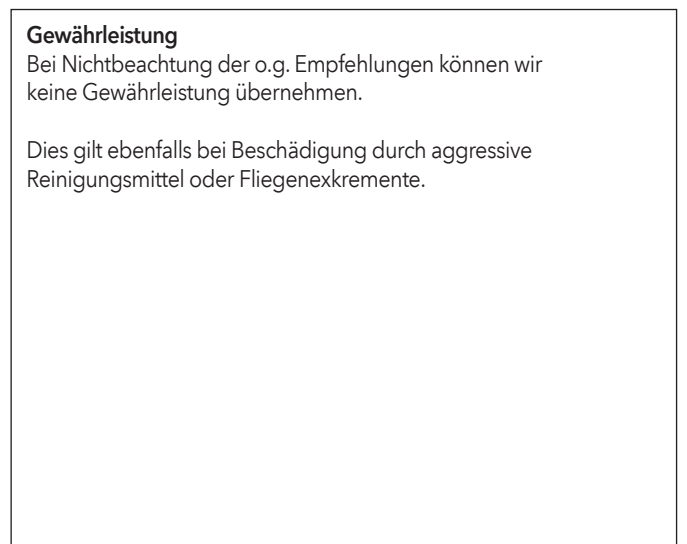 Gewährleistung
Bei Nichtbeachtung der o.g. Empfehlungen können wir
keine Gewährleistung übernehmen.
Dies gilt ebenfalls bei Beschädigung durch aggressive
Reinigungsmittel oder Fliegenexkremente.